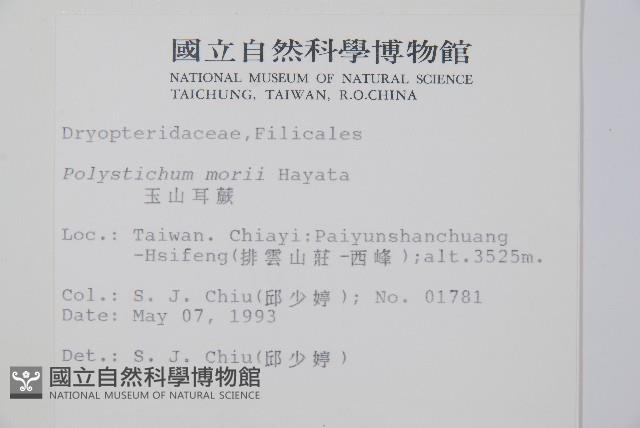 國立自然科學博物館
NATIONAL MUSEUM OF NATURAL SCIENCE
TAICHUNG, TAIWAN, R.O.CHINA
Dryopteridaceae,Filicales
Polystichum morii Hayata
玉山耳蕨
Loc.: Taiwan. Chiayi:Paiyunshanchuang
-Hsifeng(排雲山莊-西峰);alt.3525m.
Col.: S. J. Chiu(邱少婷); No. 01781
Date: May 07, 1993
Det.: S. J. Chiu(邱少婷)
國立自然科學博物館
NATIONAL MUSEUM OF NATURAL SCIENCE